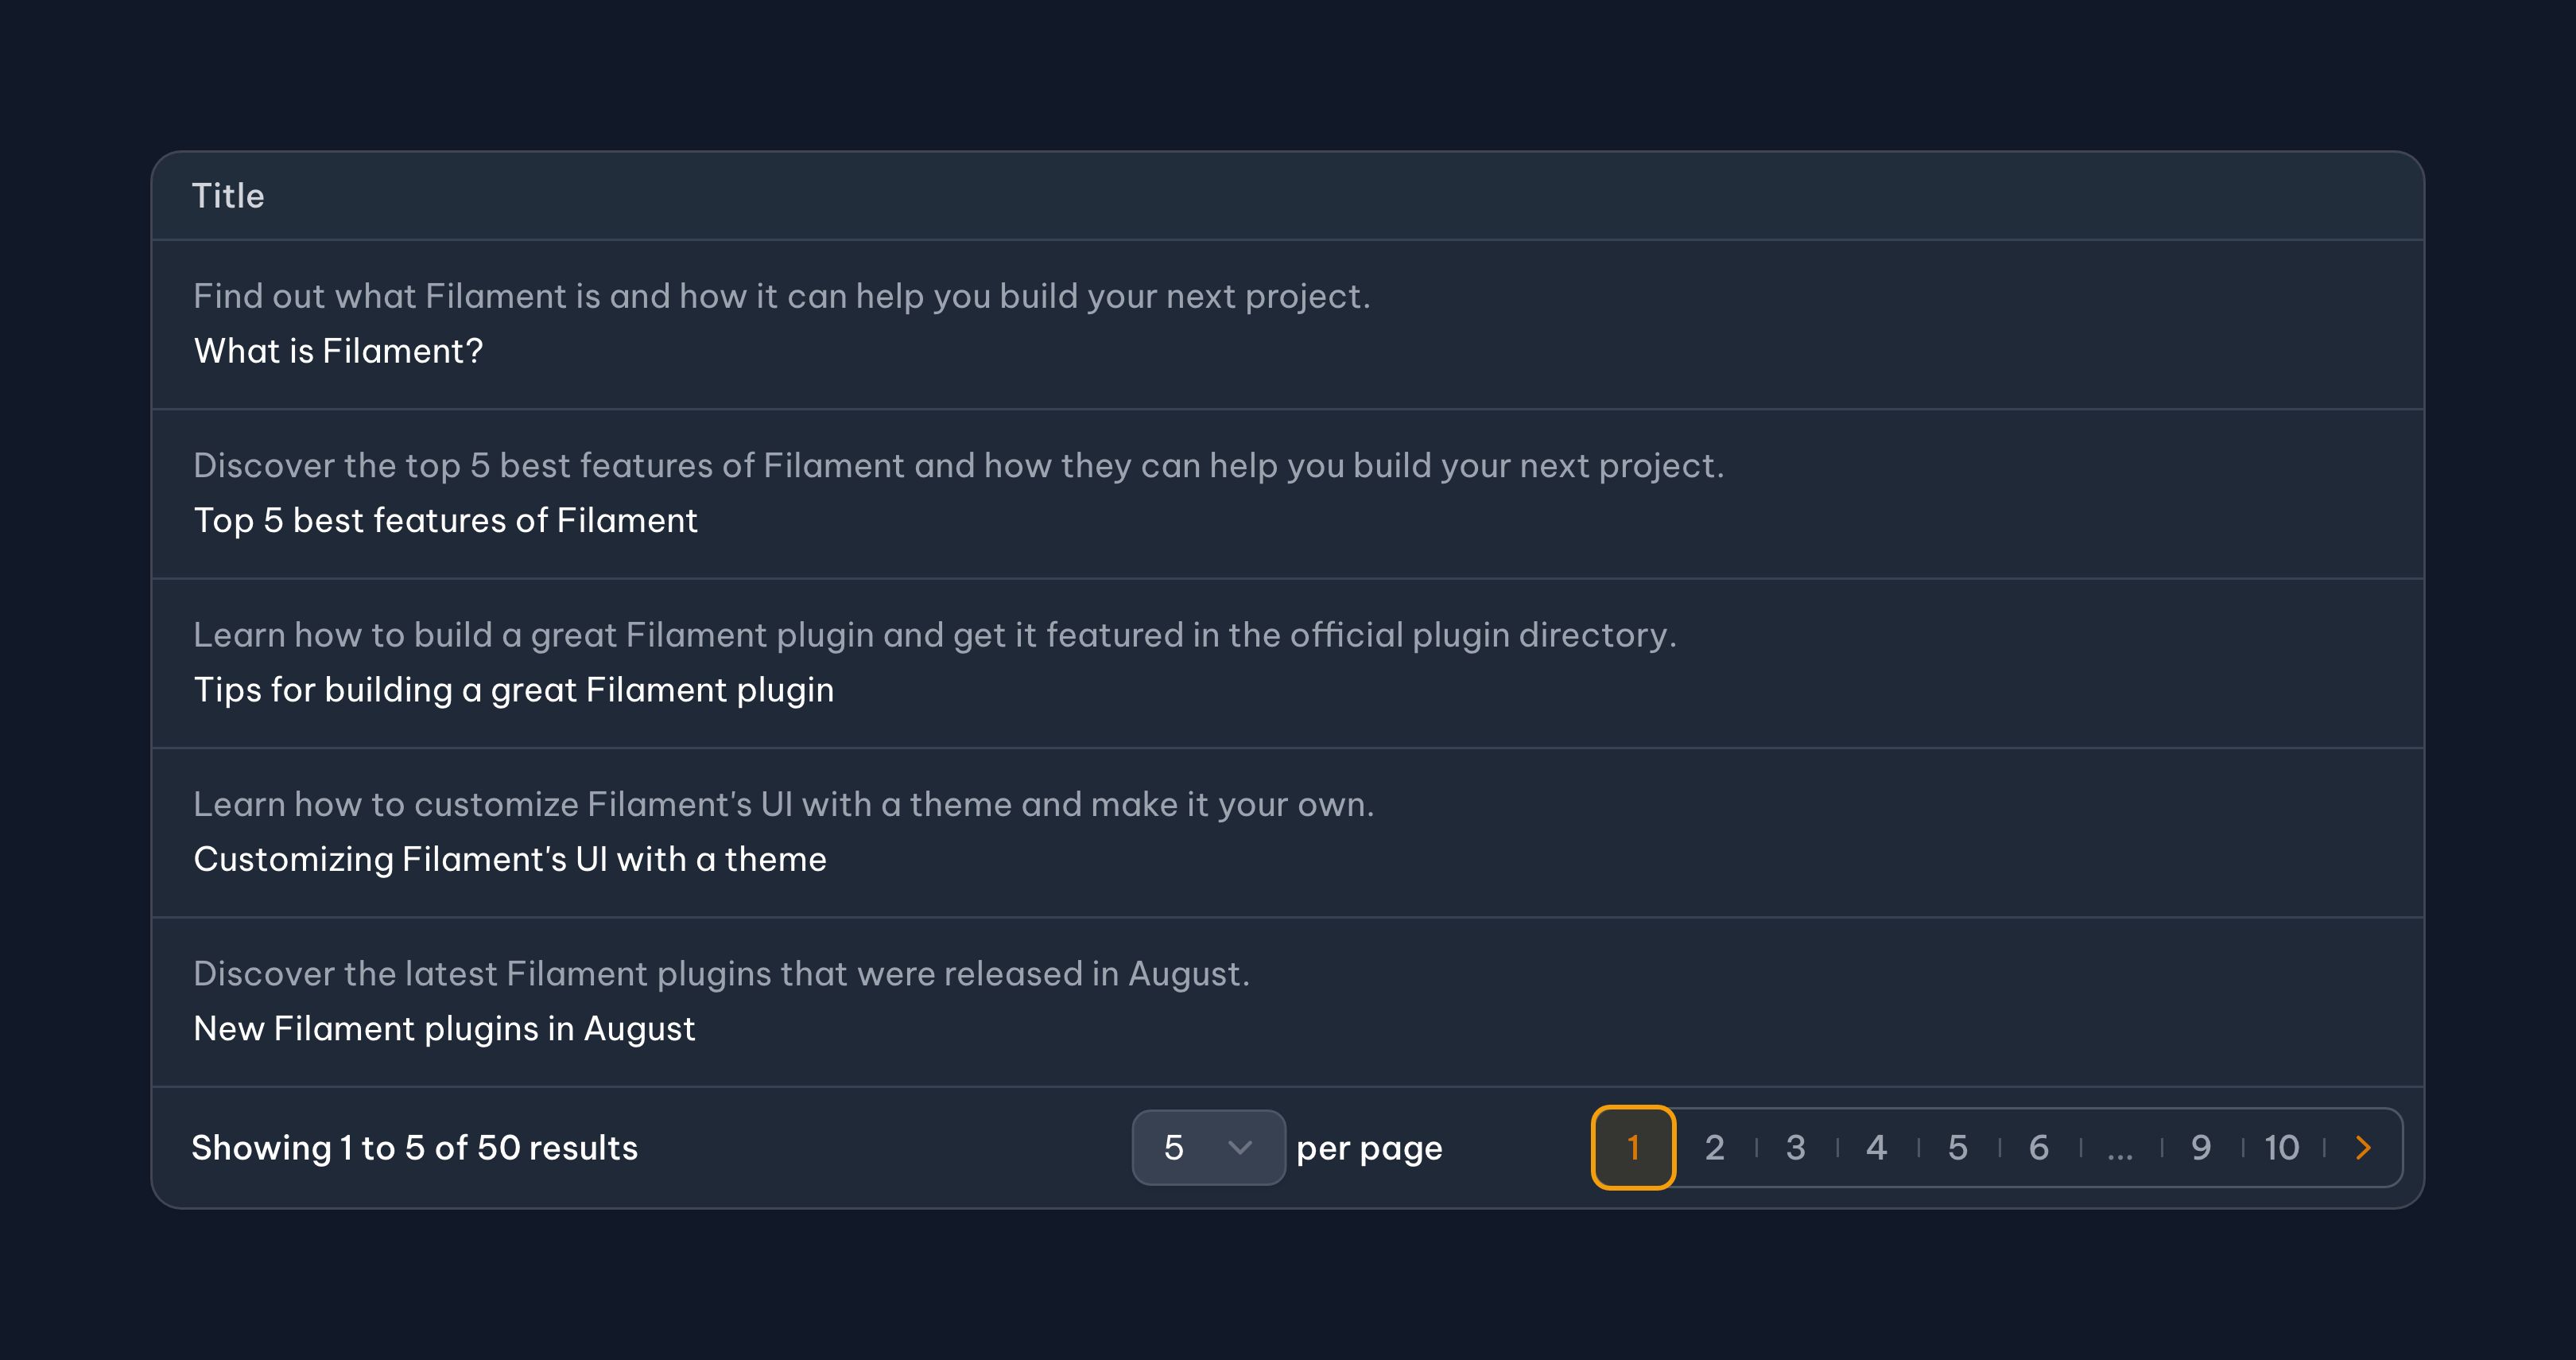 Title
Find out what Filament is and how it can help you build your next project.
What is Filament?
Discover the top 5 best features of Filament and how they can help you build your next project.
Top 5 best features of Filament
Learn how to build a great Filament plugin and get it featured in the official plugin directory.
Tips for building a great Filament plugin
Learn how to customize Filament's UI with a theme and make it your own.
Customizing Filament's UI with a theme
Discover the latest Filament plugins that were released in August.
New Filament plugins in August
Showing 1 to 5 of 50 results 5 per page 1 2 3 4 5 6 ... 9 10